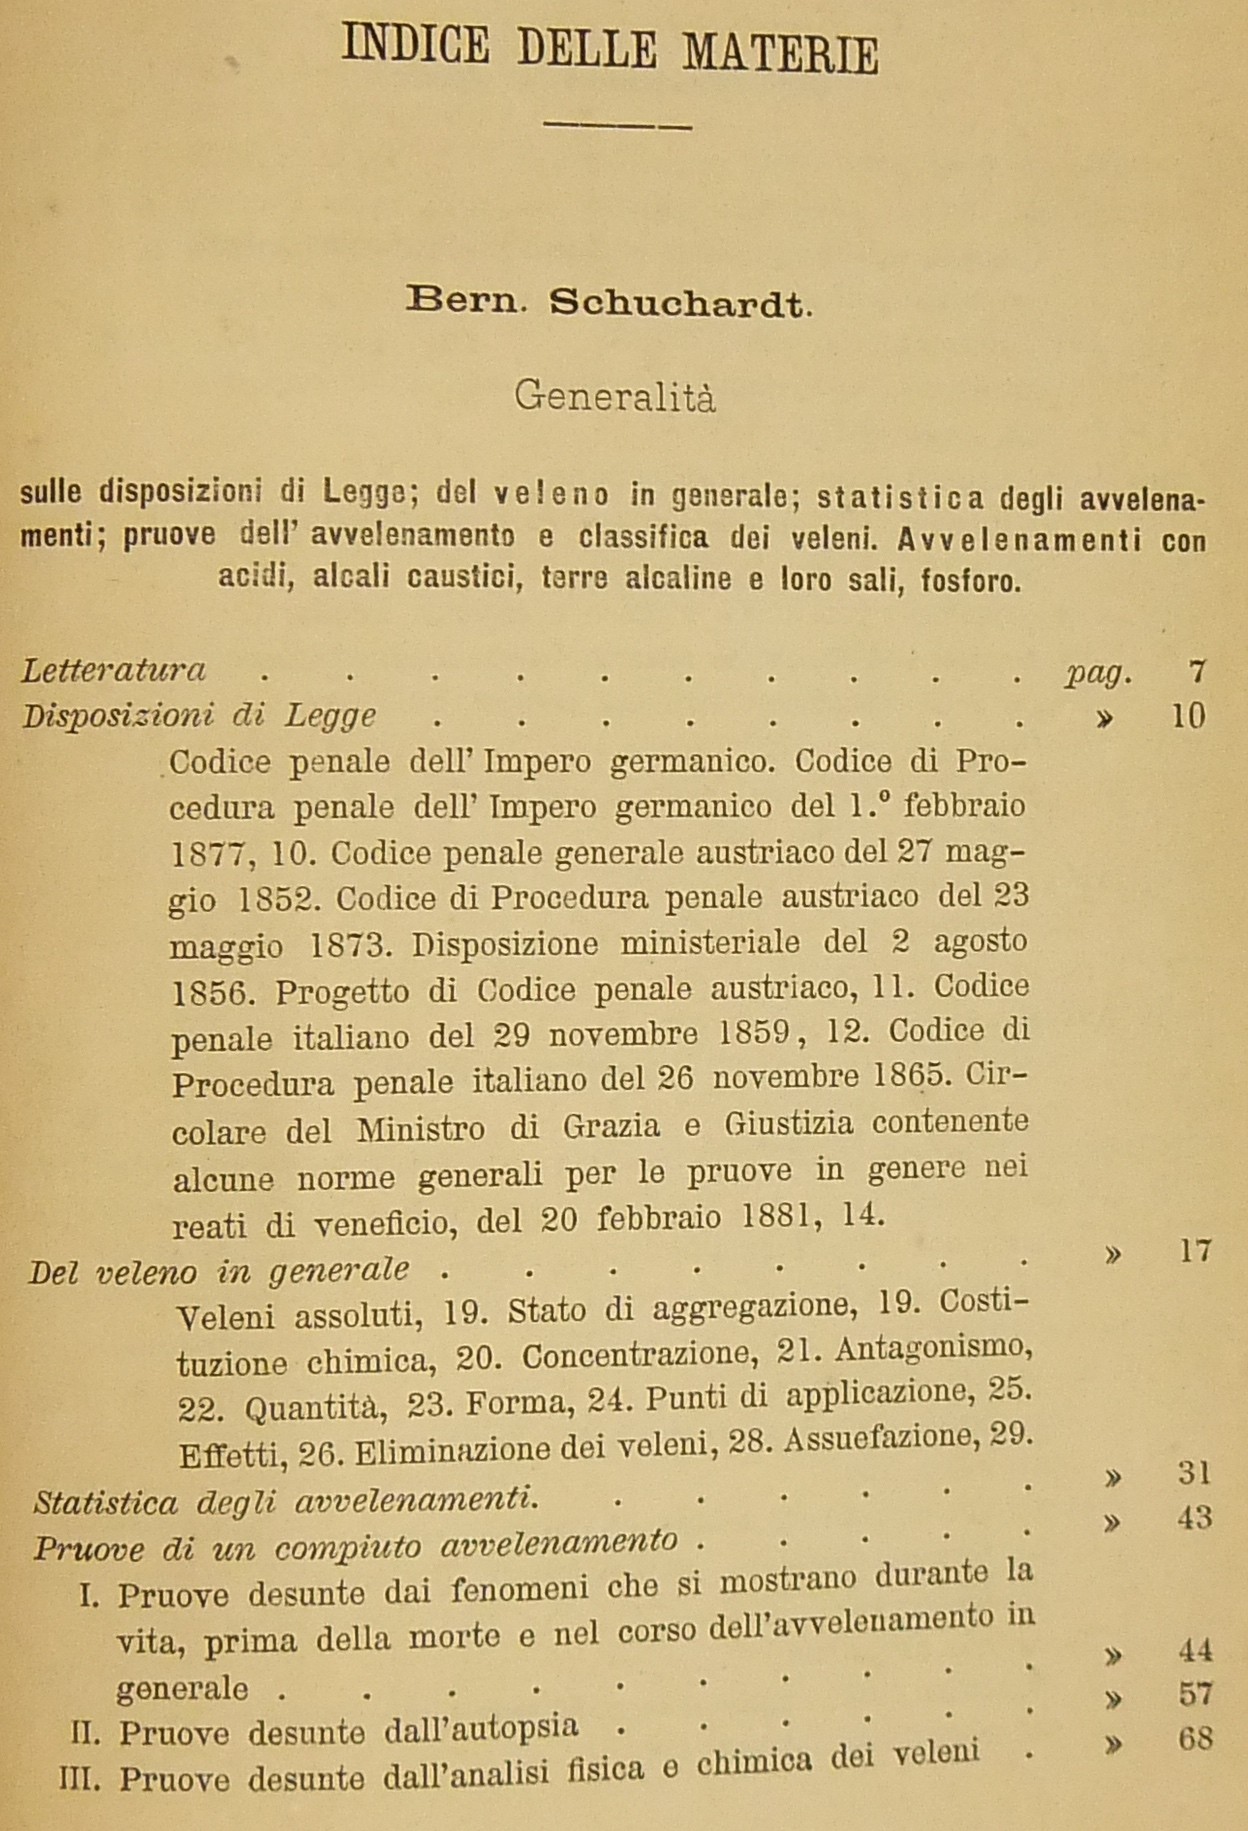 INDICE DELLE MATERIE
Bern. Schuchardt.
Generalità
sulle disposizioni di Legge; del veleno in generale; statistica degli avvelena-
menti; pruove dell' avvelenamento e classifica dei veleni. Avvelenamenti con
acidi, alcali caustici, terre alcaline e loro sali, fosforo.
Letteratura . . . . . . . . . . pag. 7
Disposizioni di Legge . . . . . . . . » 10
Codice penale dell' Impero germanico. Codice di Pro-
cedura penale dell' Impero germanico del 1.º febbraio
1877, 10. Codice penale generale austriaco del 27 mag-
gio 1852. Codice di Procedura penale austriaco del 23
maggio 1873. Disposizione ministeriale del 2 agosto
1856. Progetto di Codice penale austriaco, 11. Codice
penale italiano del 29 novembre 1859, 12. Codice di
Procedura penale italiano del 26 novembre 1865. Cir-
colare del Ministro di Grazia e Giustizia contenente
alcune norme generali per le pruove in genere nei
reati di veneficio, del 20 febbraio 1881, 14.
Del veleno in generale . . . . . . . . » 17
Veleni assoluti, 19. Stato di aggregazione, 19. Costi-
tuzione chimica, 20. Concentrazione, 21. Antagonismo,
22. Quantità, 23. Forma, 24. Punti di applicazione, 25.
Effetti, 26. Eliminazione dei veleni, 28. Assuefazione, 29.
Statistica degli avvelenamenti. . . . . . . » 31
Pruove di un compiuto avvelenamento . . . . . » 43
I. Pruove desunte dai fenomeni che si mostrano durante la
vita, prima della morte e nel corso dell'avvelenamento in
generale . . . . . . . . . . » 44
II. Pruove desunte dall'autopsia . . . . . . » 57
III. Pruove desunte dall'analisi fisica e chimica dei veleni . » 68